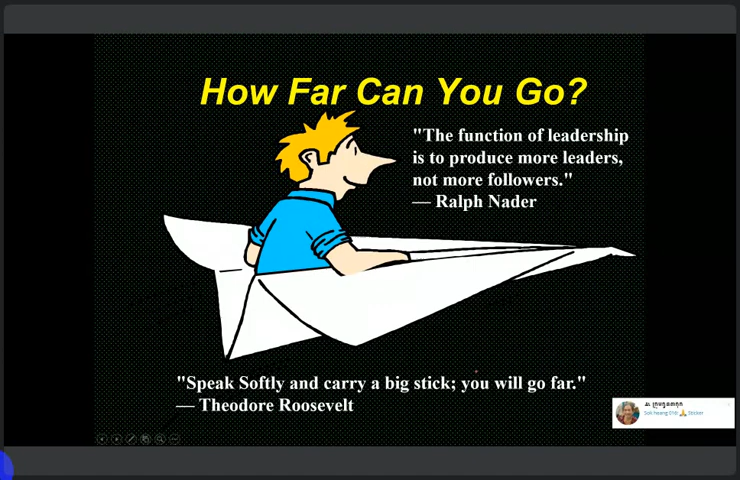 How Far Can You Go?
"The function of leadership
is to produce more leaders,
not more followers."
— Ralph Nader
"Speak Softly and carry a big stick; you will go far."
— Theodore Roosevelt
Sticker